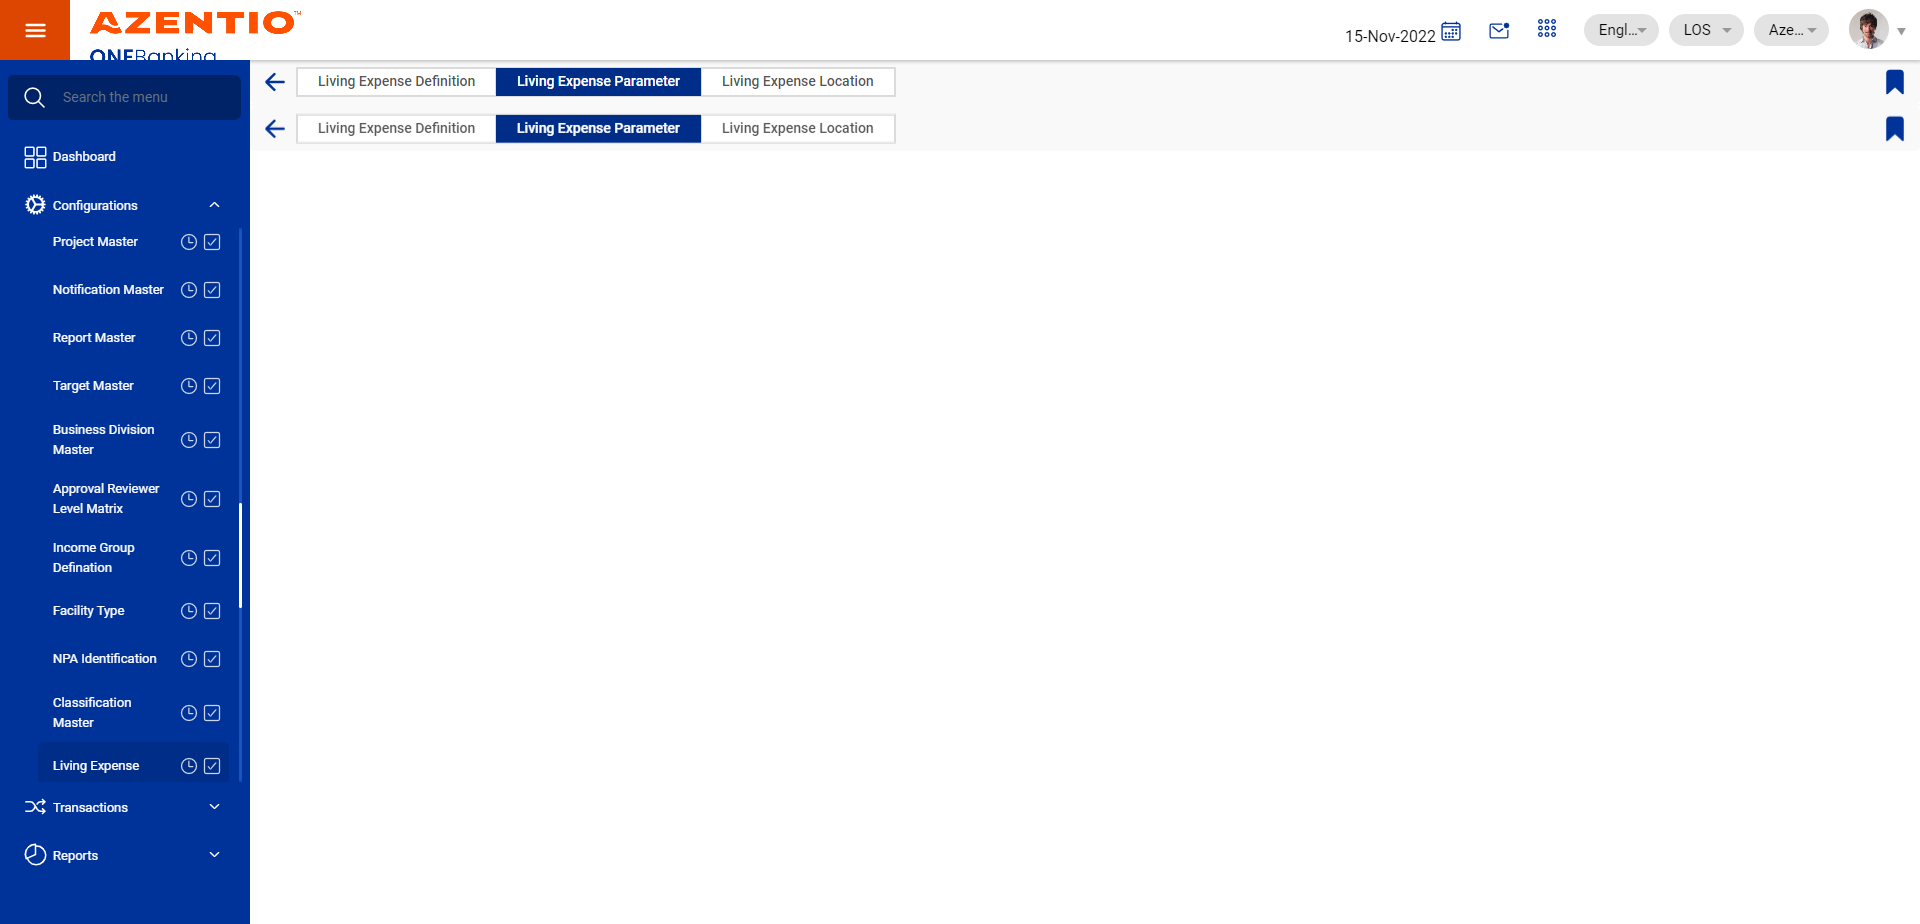 AZENTIO™
ONEBanking
15-Nov-2022
Engl...
LOS
Aze...
Search the menu
Dashboard
Configurations
Project Master
Notification Master
Report Master
Target Master
Business Division
Master
Approval Reviewer
Level Matrix
Income Group
Defination
Facility Type
NPA Identification
Classification
Master
Living Expense
Transactions
Reports
Living Expense Definition
Living Expense Parameter
Living Expense Location
Living Expense Definition
Living Expense Parameter
Living Expense Location